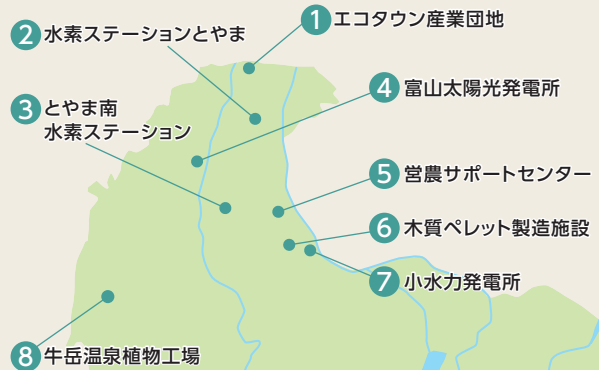 1 エコタウン産業団地
2 水素ステーションとやま
3 とやま南
水素ステーション
4 富山太陽光発電所
5 営農サポートセンター
6 木質ペレット製造施設
7 小水力発電所
8 牛岳温泉植物工場